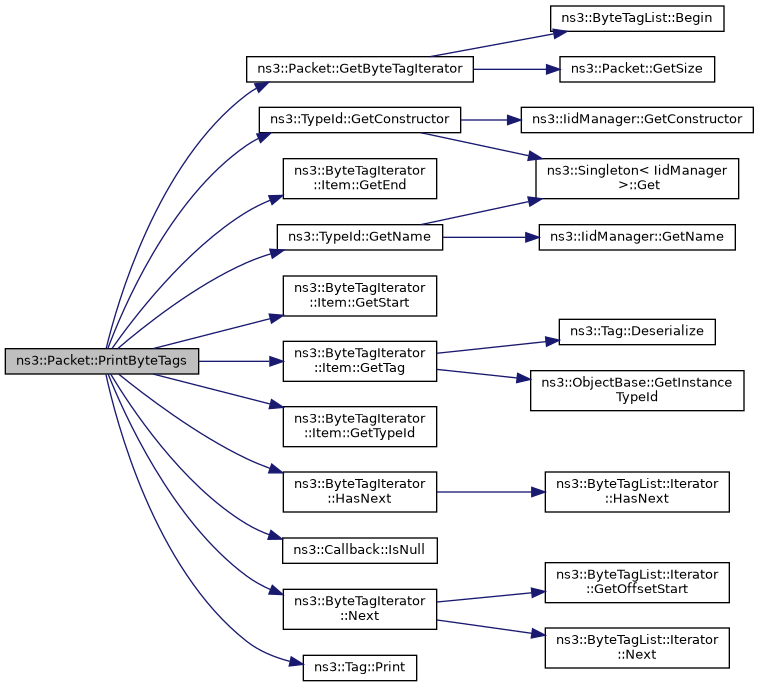 ns3::Packet::PrintByteTags
ns3::Packet::GetByteTagIterator
ns3::ByteTagList::Begin
ns3::Packet::GetSize
ns3::TypeId::GetConstructor
ns3::IidManager::GetConstructor
ns3::Singleton< IidManager
>::Get
ns3::ByteTagIterator
::Item::GetEnd
ns3::TypeId::GetName
ns3::IidManager::GetName
ns3::ByteTagIterator
::Item::GetStart
ns3::ByteTagIterator
::Item::GetTag
ns3::Tag::Deserialize
ns3::ObjectBase::GetInstance
TypeId
ns3::ByteTagIterator
::Item::GetTypeId
ns3::ByteTagIterator
::HasNext
ns3::ByteTagList::Iterator
::HasNext
ns3::Callback::IsNull
ns3::ByteTagIterator
::Next
ns3::ByteTagList::Iterator
::GetOffsetStart
ns3::ByteTagList::Iterator
::Next
ns3::Tag::Print